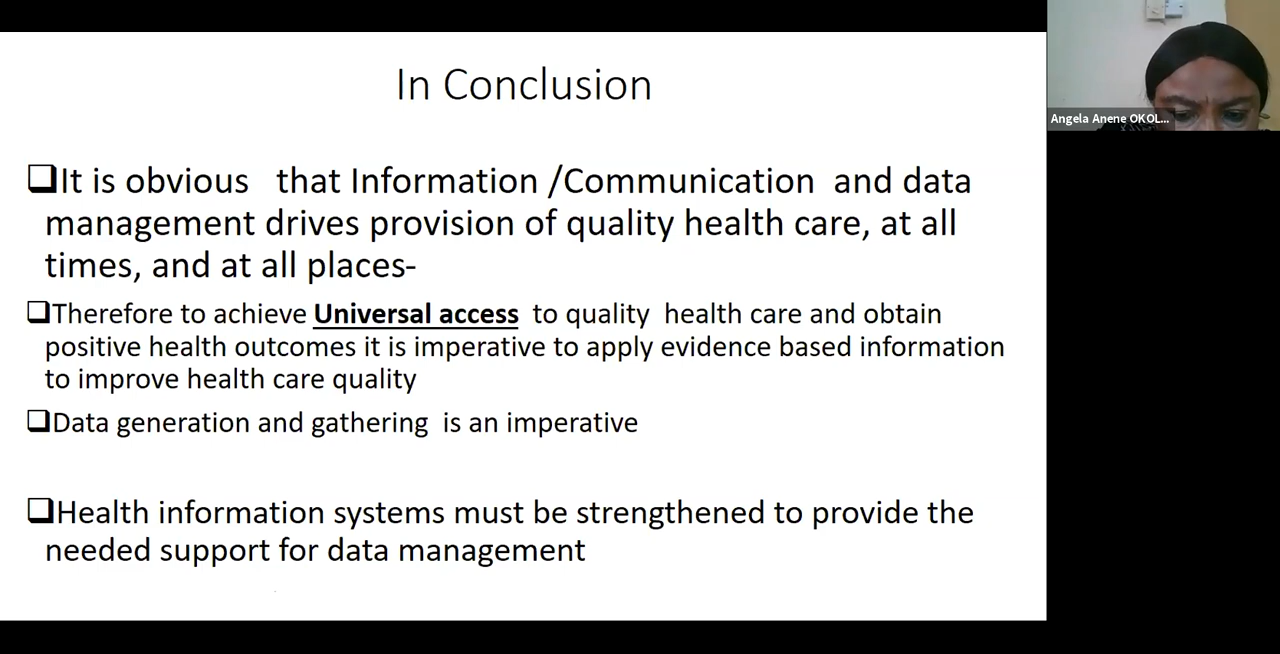 In Conclusion
❑It is obvious that Information /Communication and data
management drives provision of quality health care, at all
times, and at all places-
❑Therefore to achieve Universal access to quality health care and obtain
positive health outcomes it is imperative to apply evidence based information
to improve health care quality
❑Data generation and gathering is an imperative
❑Health information systems must be strengthened to provide the
needed support for data management
Angela Anene OKOL...